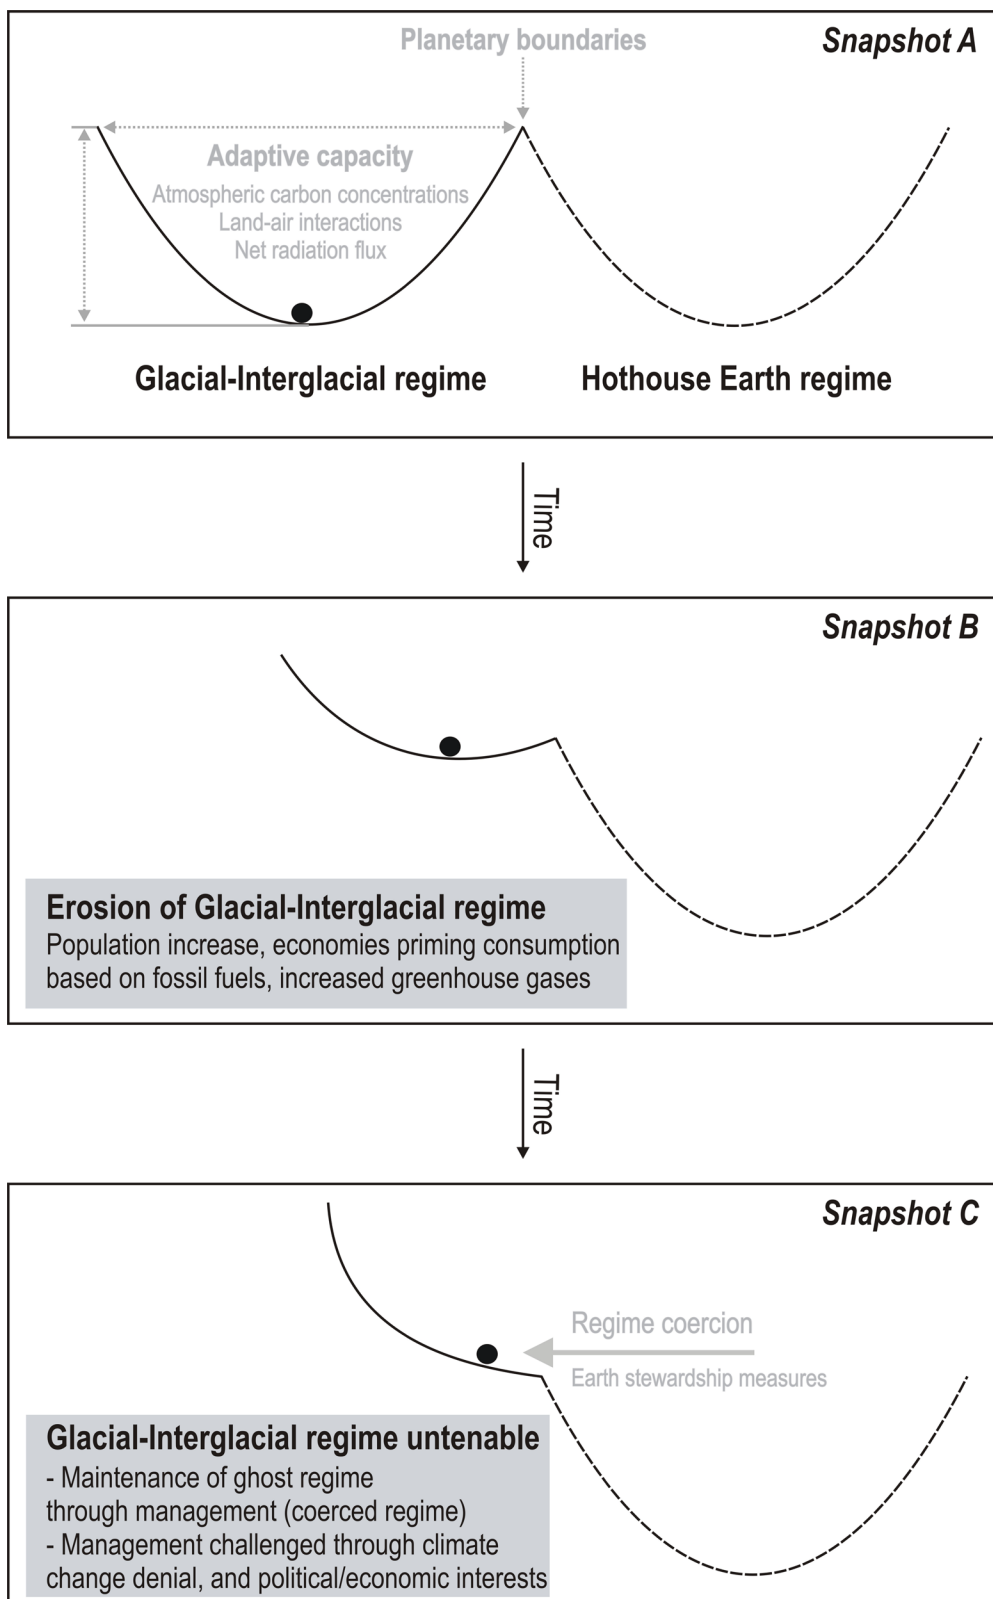 Planetary boundaries
Snapshot A
Adaptive capacity
Atmospheric carbon concentrations
Land-air interactions
Net radiation flux
Glacial-Interglacial regime
Hothouse Earth regime
Time
Snapshot B
Erosion of Glacial-Interglacial regime
Population increase, economies priming consumption
based on fossil fuels, increased greenhouse gases
Time
Snapshot C
Regime coercion
Earth stewardship measures
Glacial-Interglacial regime untenable
- Maintenance of ghost regime
through management (coerced regime)
- Management challenged through climate
change denial, and political/economic interests